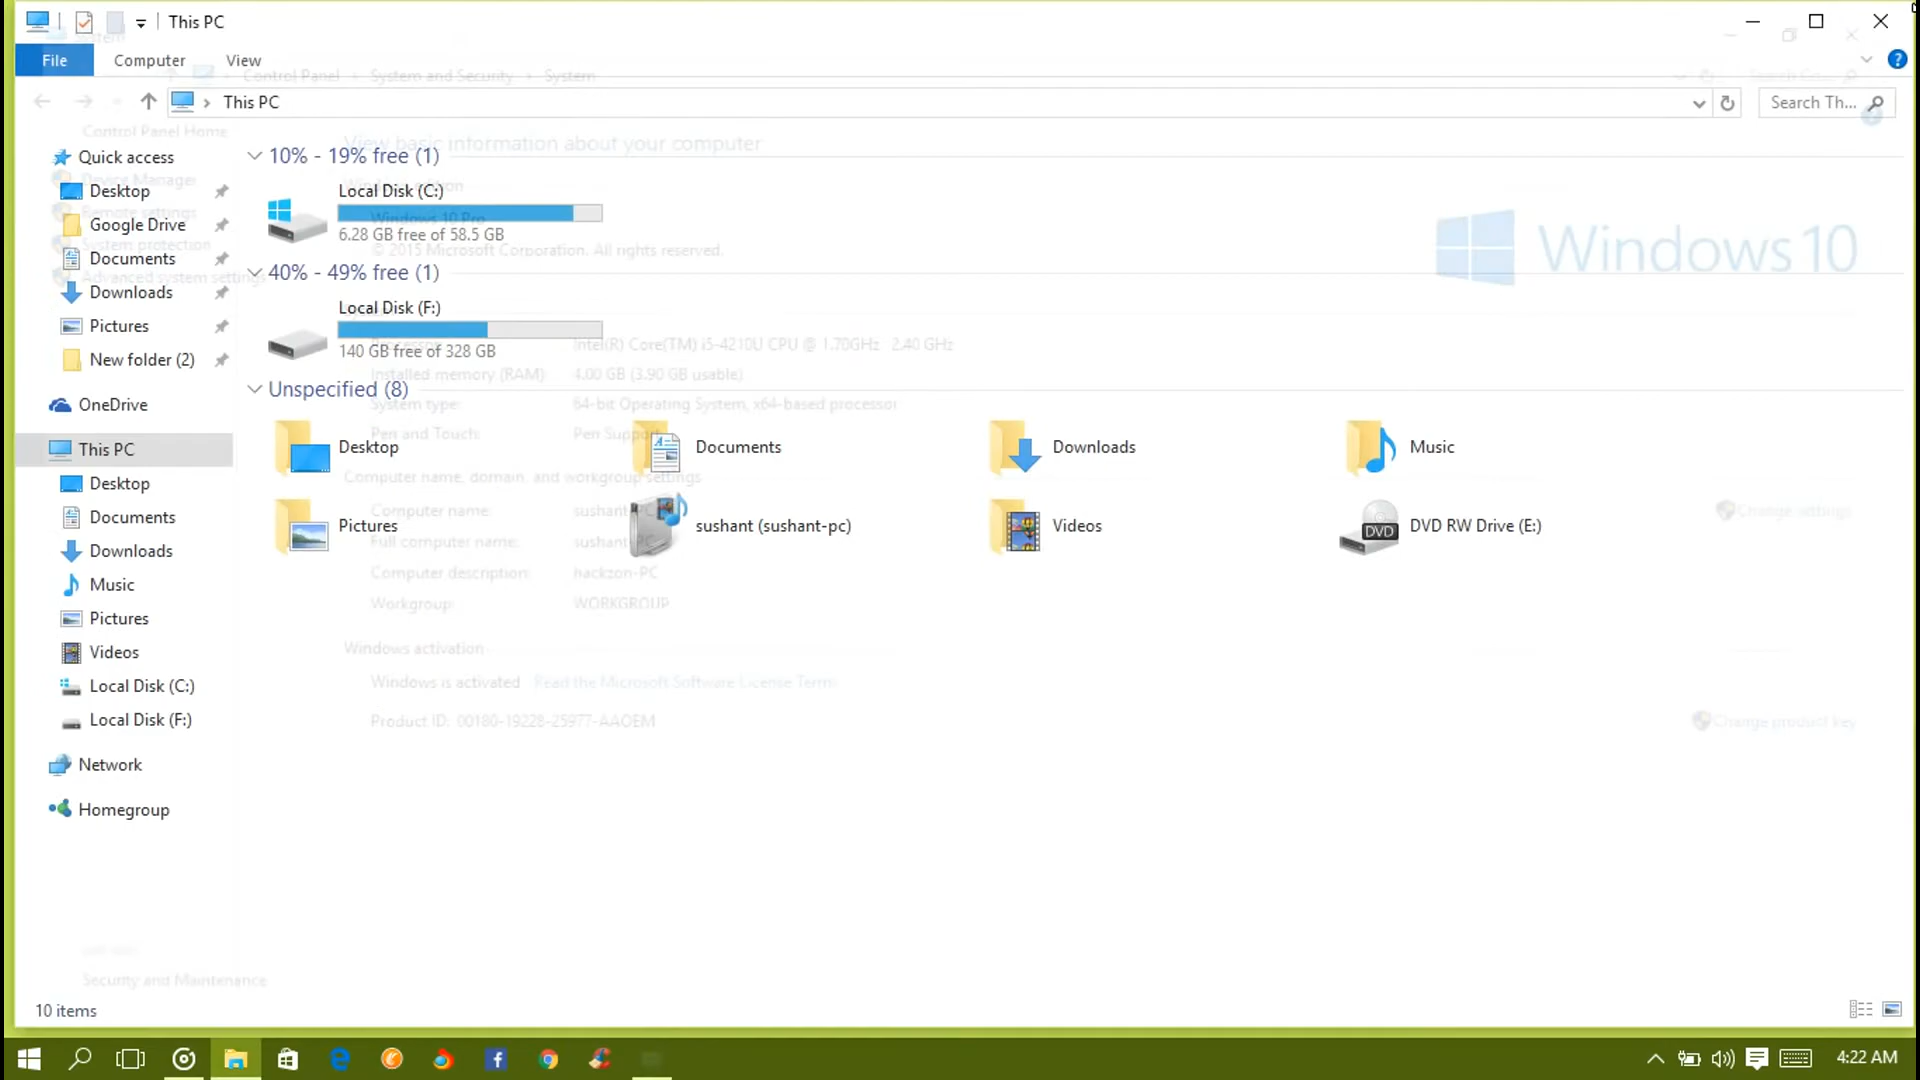 This PC
File
Computer
View
Control Panel
System and Security
System
This PC
Search Th...
Control Panel Home
View basic information about your computer
Quick access
10% - 19% free (1)
Device Manager
Desktop
Local Disk (C:)
Remote settings
Windows 10 Pro
Google Drive
6.28 GB free of 58.5 GB
System protection
© 2015 Microsoft Corporation. All rights reserved.
Windows 10
Documents
40% - 49% free (1)
Advanced system settings
Downloads
Local Disk (F:)
Pictures
Processor:
Intel(R) Core(TM) i5-4210U CPU @ 1.70GHz 2.40 GHz
140 GB free of 328 GB
New folder (2)
Installed memory (RAM):
4.00 GB (3.90 GB usable)
Unspecified (8)
OneDrive
System type:
64-bit Operating System, x64-based processor
Pen and Touch:
Pen Support
This PC
Desktop
Documents
Downloads
Music
Computer name, domain, and workgroup settings
Desktop
Computer name:
Change settings
Documents
Pictures
sushant (sushant-pc)
Videos
DVD RW Drive (E:)
Full computer name:
Downloads
Computer description:
hackzon-PC
Music
Workgroup:
WORKGROUP
Pictures
Videos
Windows activation
Windows is activated
Read the Microsoft Software License Terms
Local Disk (C:)
Local Disk (F:)
Product ID: 00180-19228-25977-AAOEM
Change product key
Network
Homegroup
Security and Maintenance
10 items
4:22 AM